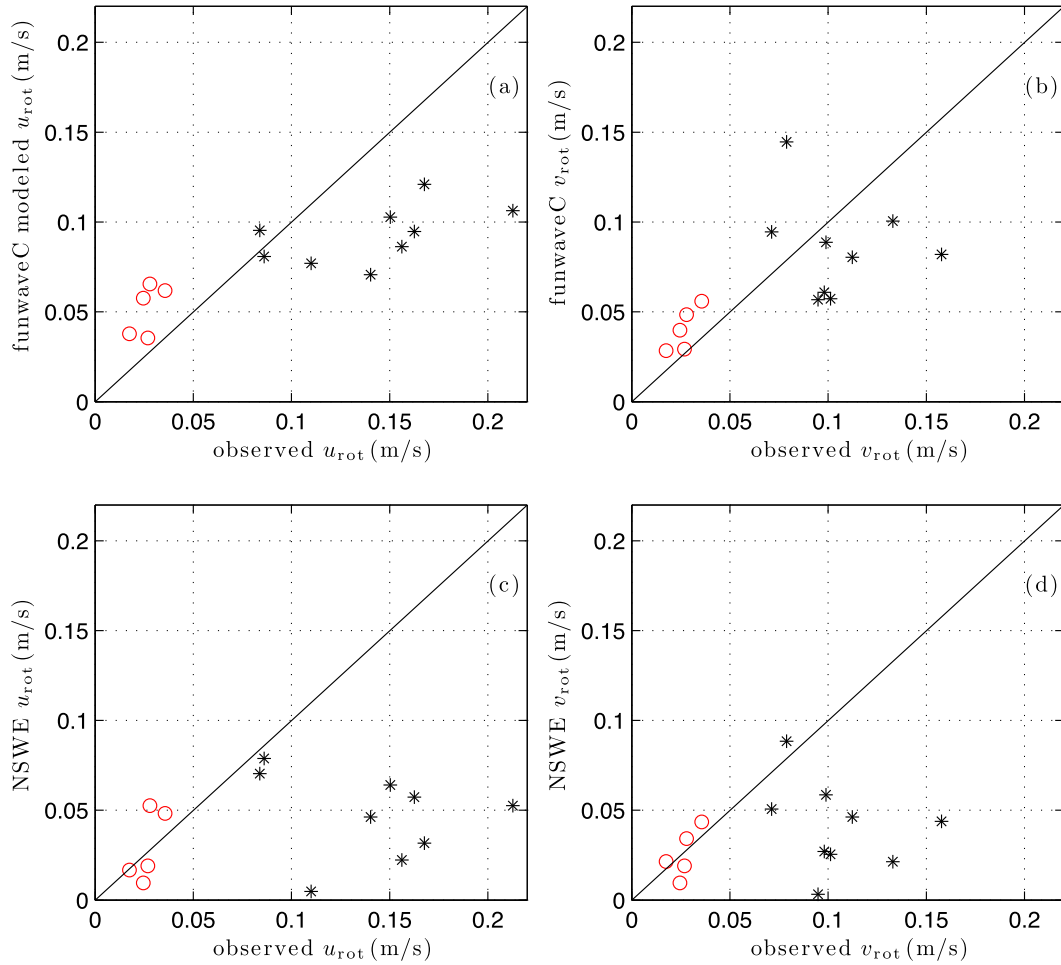 0.2
0.15
0.1
0.05
0
funwaveC modeled u_rot (m/s)
(a)
0 0.05 0.1 0.15 0.2
observed u_rot (m/s)
0.2
0.15
0.1
0.05
0
funwaveC v_rot (m/s)
(b)
0 0.05 0.1 0.15 0.2
observed v_rot (m/s)
0.2
0.15
0.1
0.05
0
NSWE u_rot (m/s)
(c)
0 0.05 0.1 0.15 0.2
observed u_rot (m/s)
0.2
0.15
0.1
0.05
0
NSWE v_rot (m/s)
(d)
0 0.05 0.1 0.15 0.2
observed v_rot (m/s)